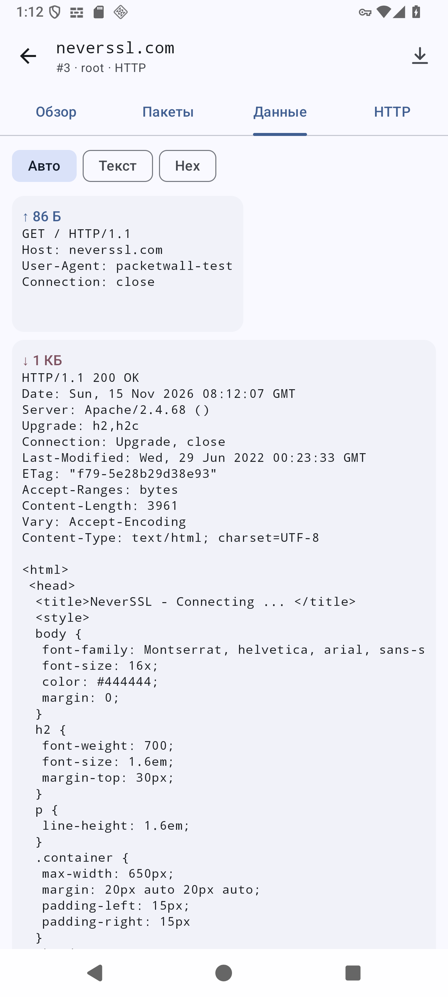 1:12
neverssl.com
#3 · root · HTTP
Обзор Пакеты Данные HTTP
Авто Текст Hex
↑ 86 Б
GET / HTTP/1.1
Host: neverssl.com
User-Agent: packetwall-test
Connection: close
↓ 1 КБ
HTTP/1.1 200 OK
Date: Sun, 15 Nov 2026 08:12:07 GMT
Server: Apache/2.4.68 ()
Upgrade: h2,h2c
Connection: Upgrade, close
Last-Modified: Wed, 29 Jun 2022 00:23:33 GMT
ETag: "f79-5e28b29d38e93"
Accept-Ranges: bytes
Content-Length: 3961
Vary: Accept-Encoding
Content-Type: text/html; charset=UTF-8
<html>
<head>
<title>NeverSSL - Connecting ... </title>
<style>
body {
font-family: Montserrat, helvetica, arial, sans-s
font-size: 16x;
color: #444444;
margin: 0;
}
h2 {
font-weight: 700;
font-size: 1.6em;
margin-top: 30px;
}
p {
line-height: 1.6em;
}
.container {
max-width: 650px;
margin: 20px auto 20px auto;
padding-left: 15px;
padding-right: 15px
}